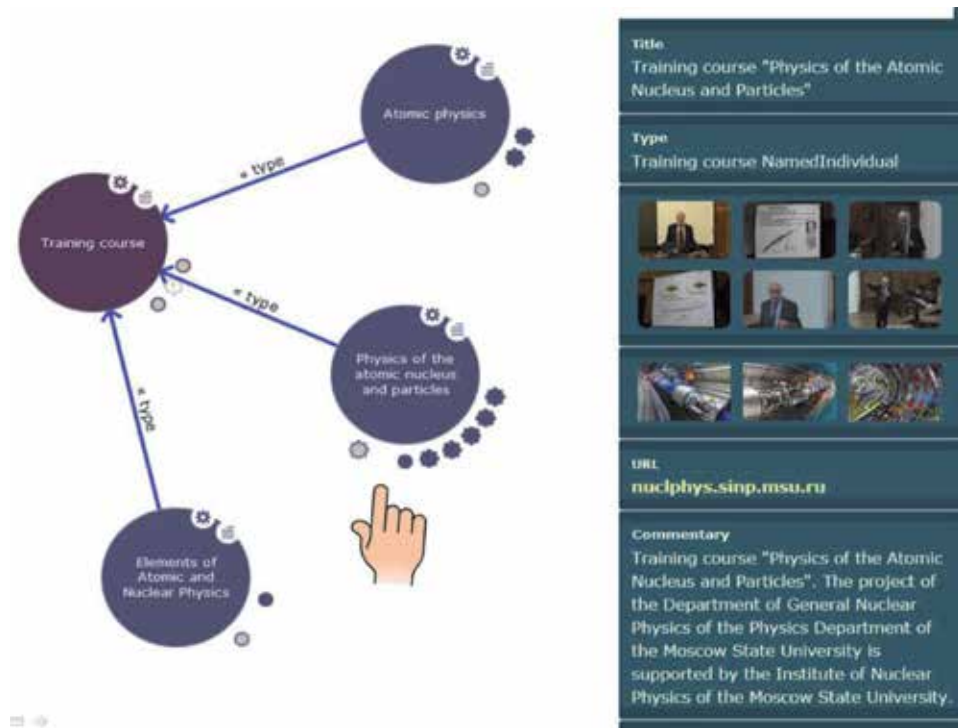 Atomic physics
« type
Training course
« type
Physics of the
atomic nucleus
and particles
« type
Elements of
Atomic and
Nuclear Physics
Title
Training course "Physics of the Atomic
Nucleus and Particles"
Type
Training course NamedIndividual
URL
nuclphys.sinp.msu.ru
Commentary
Training course "Physics of the Atomic
Nucleus and Particles". The project of
the Department of General Nuclear
Physics of the Physics Department of
the Moscow State University is
supported by the Institute of Nuclear
Physics of the Moscow State University.